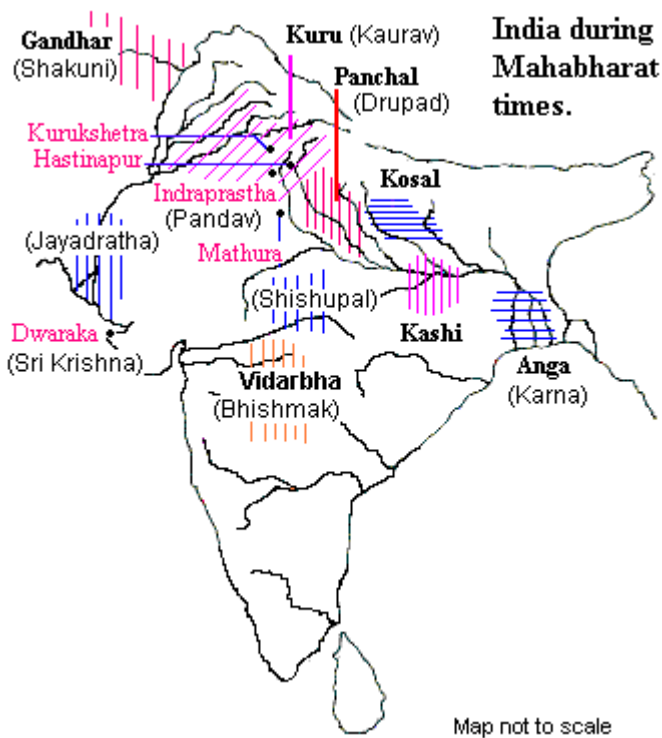 India during
Mahabharat
times.
Gandhar
(Shakuni)
Kuru (Kaurav)
Panchal
(Drupad)
Kurukshetra
Hastinapur
Indraprastha
(Pandav)
Kosal
(Jayadratha)
Mathura
(Shishupal)
Dwaraka
(Sri Krishna)
Kashi
Vidarbha
(Bhishmak)
Anga
(Karna)
Map not to scale